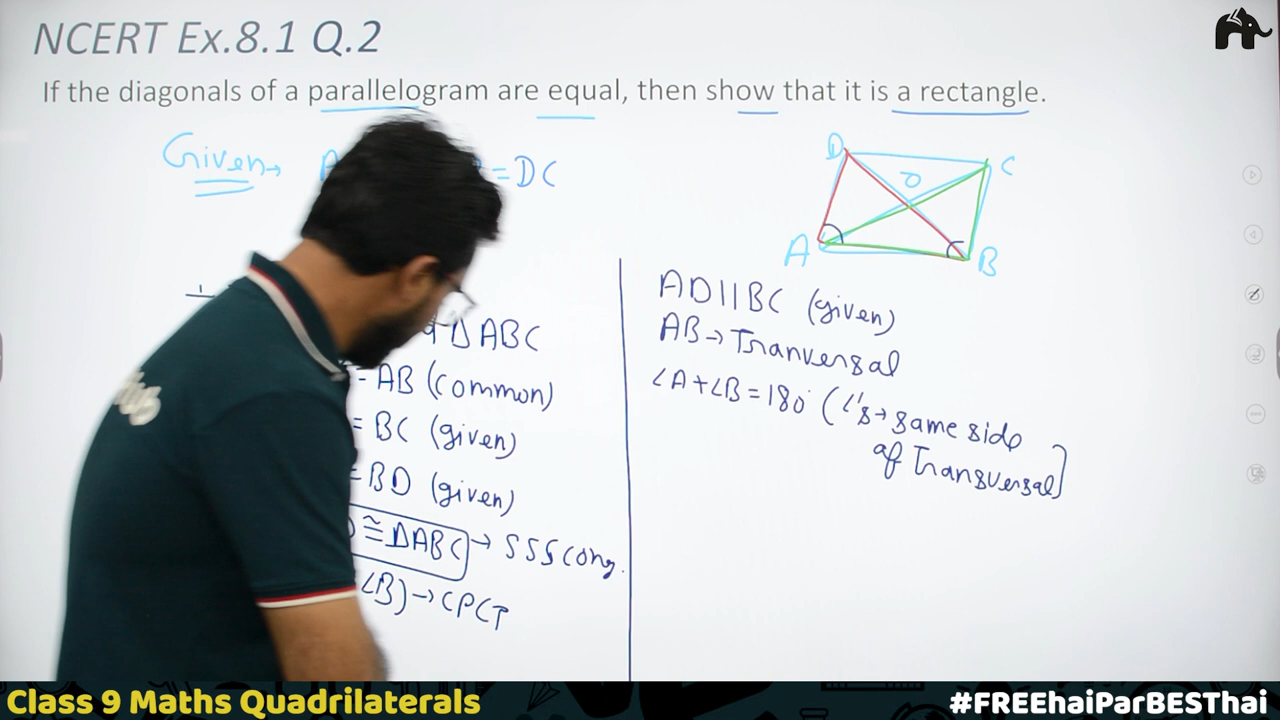 NCERT Ex.8.1 Q.2
If the diagonals of a parallelogram are equal, then show that it is a rectangle.
Given→ = DC
D C
O
A B
Δ ABC
= AB (common)
= BC (given)
= BD (given)
≅ ΔABC → SSS cong.
∠B) → CPCT
AD || BC (given)
AB → Tranversal
∠A + ∠B = 180° (∠'s → same side
of Transversal]
Class 9 Maths Quadrilaterals
#FREEhaiParBESThai